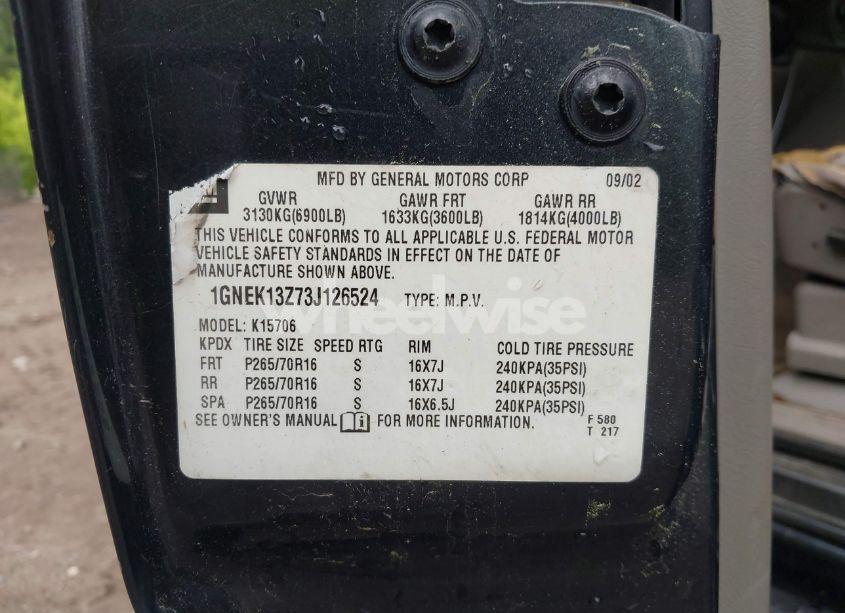 MFD BY GENERAL MOTORS CORP 09/02
GVWR GAWR FRT GAWR RR
3130KG(6900LB) 1633KG(3600LB) 1814KG(4000LB)
THIS VEHICLE CONFORMS TO ALL APPLICABLE U.S. FEDERAL MOTOR
VEHICLE SAFETY STANDARDS IN EFFECT ON THE DATE OF
MANUFACTURE SHOWN ABOVE.
1GNEK13Z73J126524 TYPE: M.P.V.
wheelwise
MODEL: K15706
KPDX TIRE SIZE SPEED RTG RIM COLD TIRE PRESSURE
FRT P265/70R16 S 16X7J 240KPA(35PSI)
RR P265/70R16 S 16X7J 240KPA(35PSI)
SPA P265/70R16 S 16X6.5J 240KPA(35PSI)
SEE OWNER'S MANUAL FOR MORE INFORMATION.
F 580
T 217